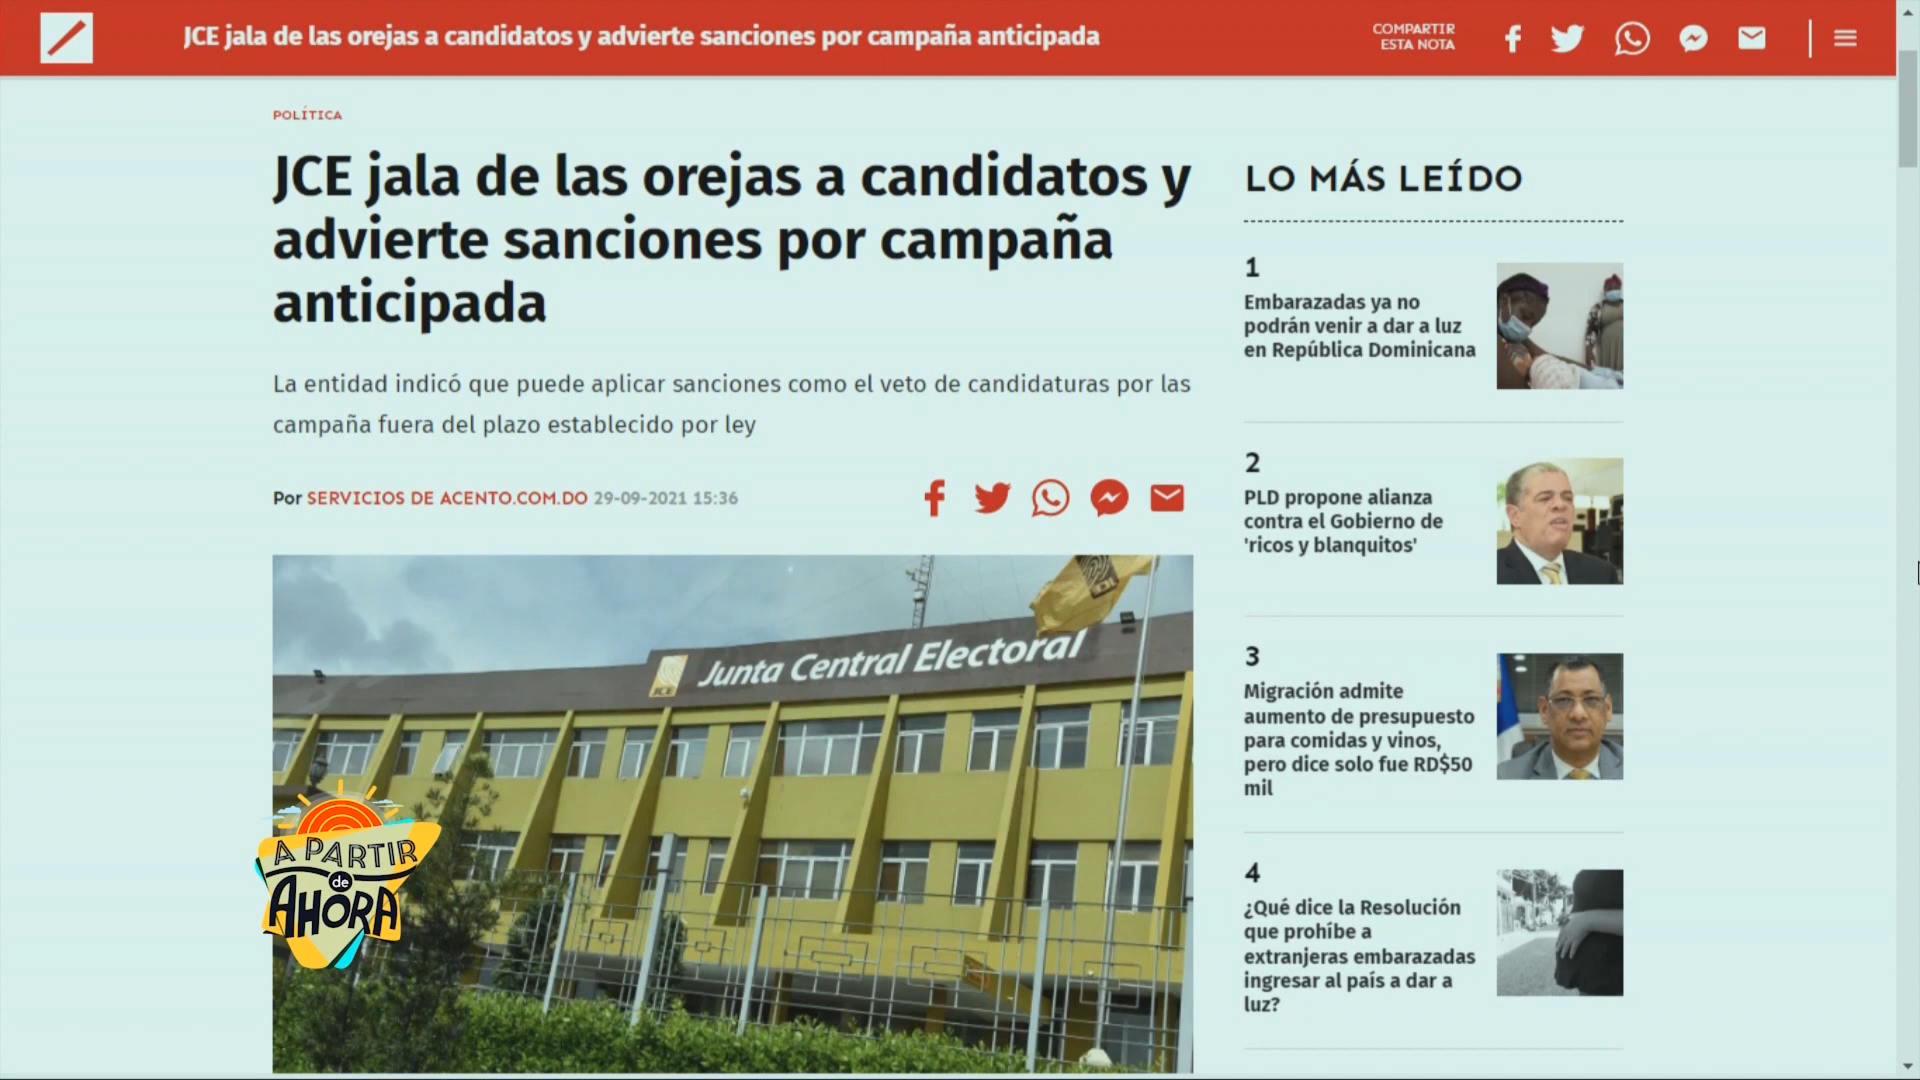 JCE jala de las orejas a candidatos y advierte sanciones por campaña anticipada
COMPARTIR
ESTA NOTA
POLÍTICA
JCE jala de las orejas a candidatos y
advierte sanciones por campaña
anticipada
La entidad indicó que puede aplicar sanciones como el veto de candidaturas por las
campaña fuera del plazo establecido por ley
Por SERVICIOS DE ACENTO.COM.DO 29-09-2021 15:36
Junta Central Electoral
JCE
A PARTIR
de
AHORA
LO MÁS LEÍDO
1
Embarazadas ya no
podrán venir a dar a luz
en República Dominicana
2
PLD propone alianza
contra el Gobierno de
'ricos y blanquitos'
3
Migración admite
aumento de presupuesto
para comidas y vinos,
pero dice solo fue RD$50
mil
4
¿Qué dice la Resolución
que prohíbe a
extranjeras embarazadas
ingresar al país a dar a
luz?